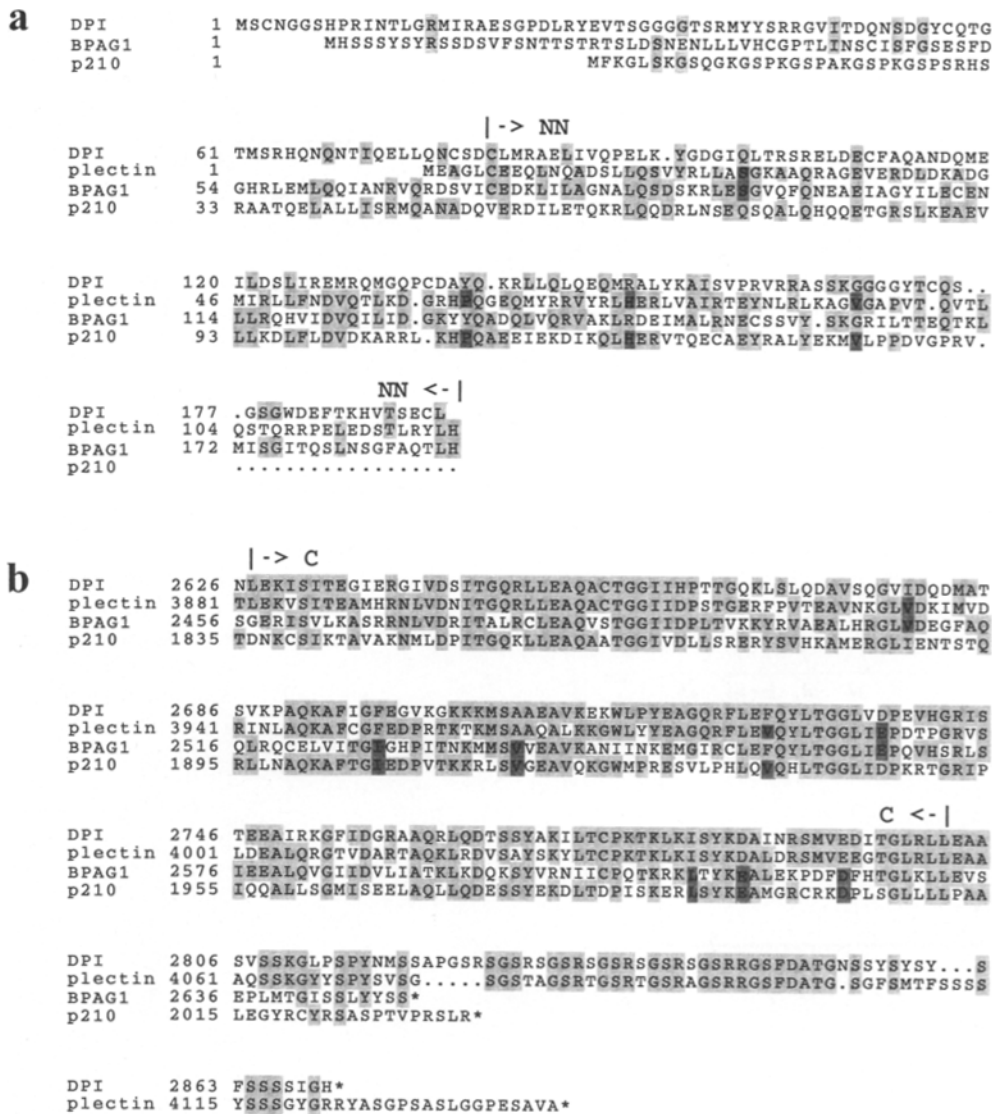 a
DPI 1 MSCNGGSHPRINTLGRMIRAESGPDLRYEVTSGGGGTSRMYYSRRGVITDQNSDGYCQTG
BPAG1 1 MHSSSYSYRSSDSVFSNTTSTRTSLDSNENLLLVHCGPTLINSCISFGSESFD
p210 1 MFKGLSKGSQGKGSPKGSPAKGSPKGSPSRHS
|-> NN
DPI 61 TMSRHQNQNTIQELLQNCSDCLMRAELIVQPELK.YGDGIQLTRSRELDECFAQANDQME
plectin 1 MEAGLCEEQLNQADSLLQSVYRLLASGKAAQRAGEVERDLDKADG
BPAG1 54 GHRLEMLQQIANRVQRDSVICEDKLILAGNALQSDSKRLESGVQFQNEAEIAGYILECEN
p210 33 RAATQELALLISRMQANADQVERDILETQKRLQQDRLNSEQSQALQHQQETGRSLKEAEV
DPI 120 ILDSLIREMRQMGQPCDAYQ.KRLLQLQEQMRALYKAISVPRVRRASSKGGGGYTCQS..
plectin 46 MIRLLFNDVQTLKD.GRHPQGEQMYRRVYRLHERLVAIRTEYNLRLKAGVGAPVT.QVTL
BPAG1 114 LLRQHVIDVQILID.GKYYQADQLVQRVAKLRDEIMALRNECSSVY.SKGRILTTEQTKL
p210 93 LLKDLFLDVDKARRL.KHPQAEEIEKDIKQLHERVTQECAEYRALYEKMVLPPDVGPRV.
NN <-|
DPI 177 .GSGWDEFTKHVTSECL
plectin 104 QSTQRRPELEDSTLRYLH
BPAG1 172 MISGITQSLNSGFAQTLH
p210 ..................
b
|-> C
DPI 2626 NLEKISITEGIERGIVDSITGQRLLEAQACTGGIIHPTTGQKLSLQDAVSQGVIDQDMAT
plectin 3881 TLEKVSITEAMHRNLVDNITGQRLLEAQACTGGIIDPSTGERFPVTEAVNKGLVDKIMVD
BPAG1 2456 SGERISVLKASRRNLVDRITALRCLEAQVSTGGIIDPLTVKKYRVAEALHRGLVDEGFAQ
p210 1835 TDNKCSIKTAVAKNMLDPITGQKLLEAQAATGGIVDLLSRERYSVHKAMERGLIENTSTQ
DPI 2686 SVKPAQKAFIGFEGVKGKKKMSAAEAVKEKWLPYEAGQRFLEFQYLTGGLVDPEVHGRIS
plectin 3941 RINLAQKAFCGFEDPRTKTKMSAAQALKKGWLYYEAGQRFLEVQYLTGGLIEPDTPGRVS
BPAG1 2516 QLRQCELVITGIGHPITNKMMSVVEAVKANIINKEMGIRCLEFQYLTGGLIEPQVHSRLS
p210 1895 RLLNAQKAFTGIEDPVTKKRLSVGEAVQKGWMPRESVLPHLQVQHLTGGLIDPKRTGRIP
C <-|
DPI 2746 TEEAIRKGFIDGRAAQRLQDTSSYAKILTCPKTKLKISYKDAINRSMVEDITGLRLLEAA
plectin 4001 LDEALQRGTVDARTAQKLRDVSAYSKYLTCPKTKLKISYKDALDRSMVEEGTGLRLLEAA
BPAG1 2576 IEEALQVGIIDVLIATKLKDQKSYVRNIICPQTKRKLTYKEALEKPDFDFHTGLKLLEVS
p210 1955 IQQALLSGMISEELAQLLQDESSYEKDLTDPISKERLSYKEAMGRCRKDPLSGLLLLPAA
DPI 2806 SVSSKGLPSPYNMSSAPGSRSGSRSGSRSGSRSGSRSGSRRGSFDATGNSSYSYSY...S
plectin 4061 AQSSKGYYSPYSVSG.....SGSTAGSRTGSRTGSRAGSRRGSFDATG.SGFSMTFSSSS
BPAG1 2636 EPLMTGISSLYYSS*
p210 2015 LEGYRCYRSASPTVPRSLR*
DPI 2863 FSSSSIGH*
plectin 4115 YSSSGYGRRYASGPSASLGGPESAVA*